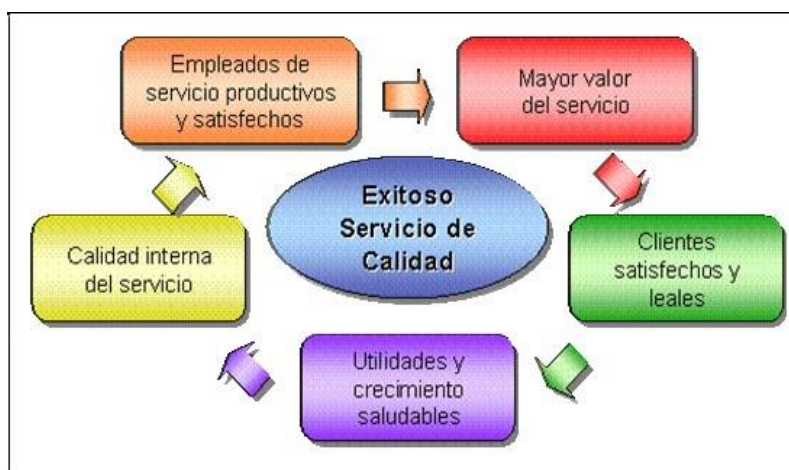 Empleados de
servicio productivos
y satisfechos
Mayor valor
del servicio
Exitoso
Servicio de
Calidad
Calidad interna
del servicio
Clientes
satisfechos y
leales
Utilidades y
crecimiento
saludables